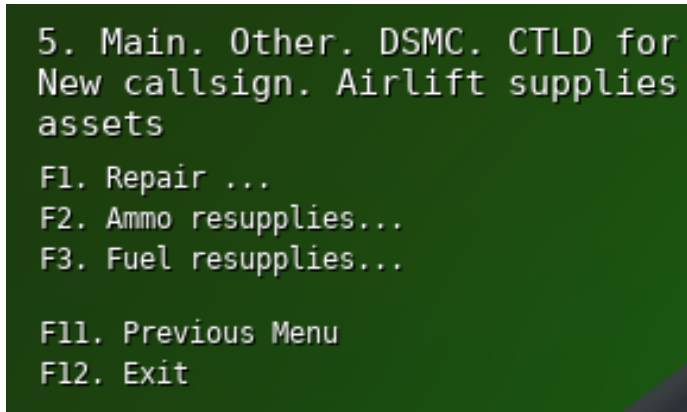 5. Main. Other. DSMC. CTLD for
New callsign. Airlift supplies
assets
F1. Repair ...
F2. Ammo resupplies...
F3. Fuel resupplies...
F11. Previous Menu
F12. Exit